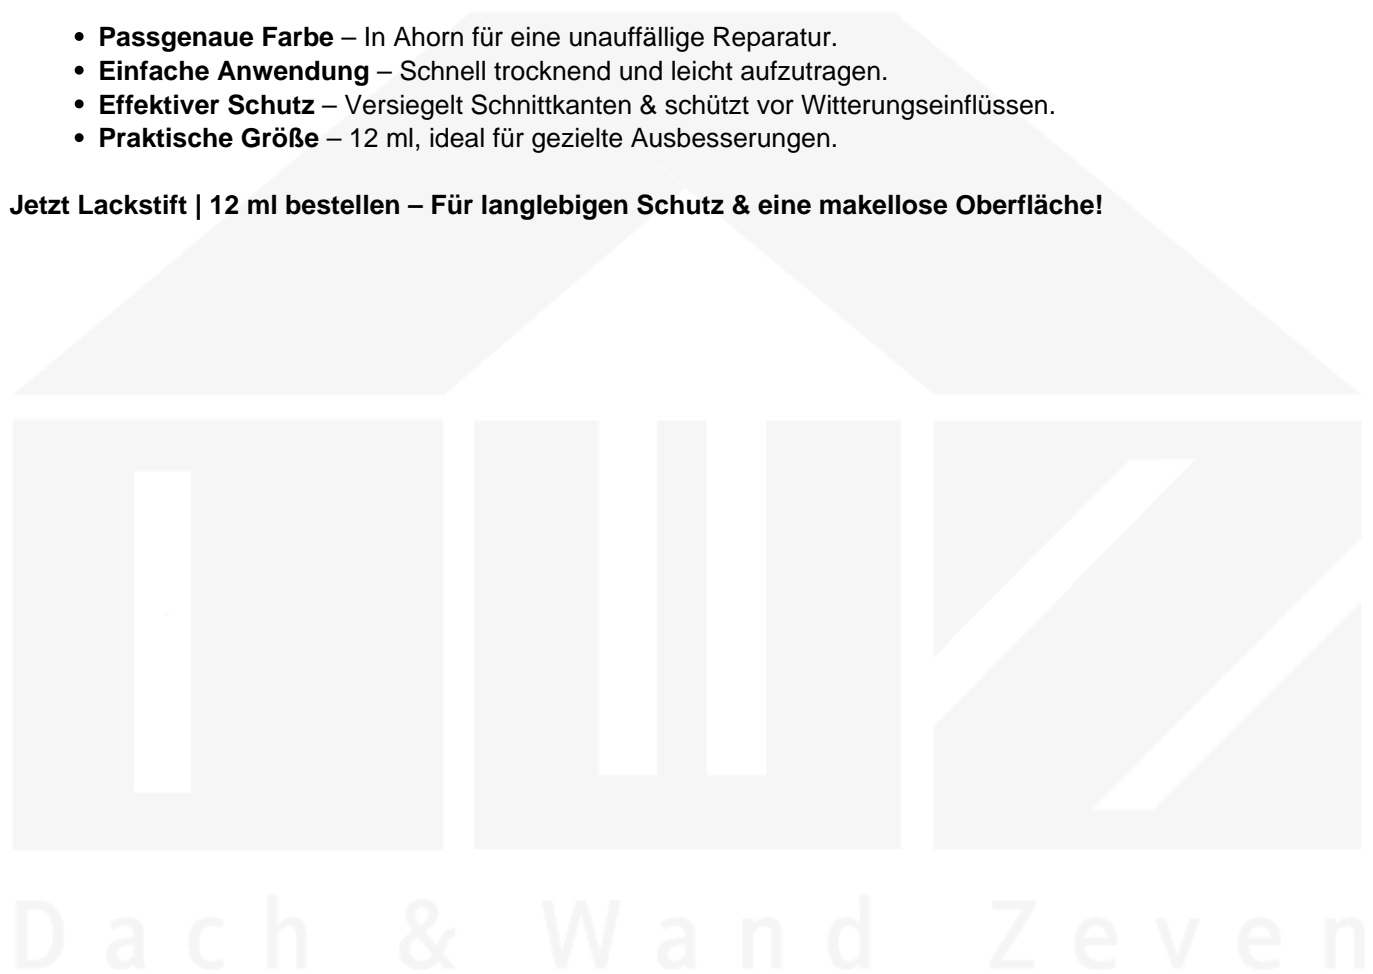 • Passgenaue Farbe – In Ahorn für eine unauffällige Reparatur.
• Einfache Anwendung – Schnell trocknend und leicht aufzutragen.
• Effektiver Schutz – Versiegelt Schnittkanten & schützt vor Witterungseinflüssen.
• Praktische Größe – 12 ml, ideal für gezielte Ausbesserungen.
Jetzt Lackstift | 12 ml bestellen – Für langlebigen Schutz & eine makellose Oberfläche!
Dach & Wand Zeven